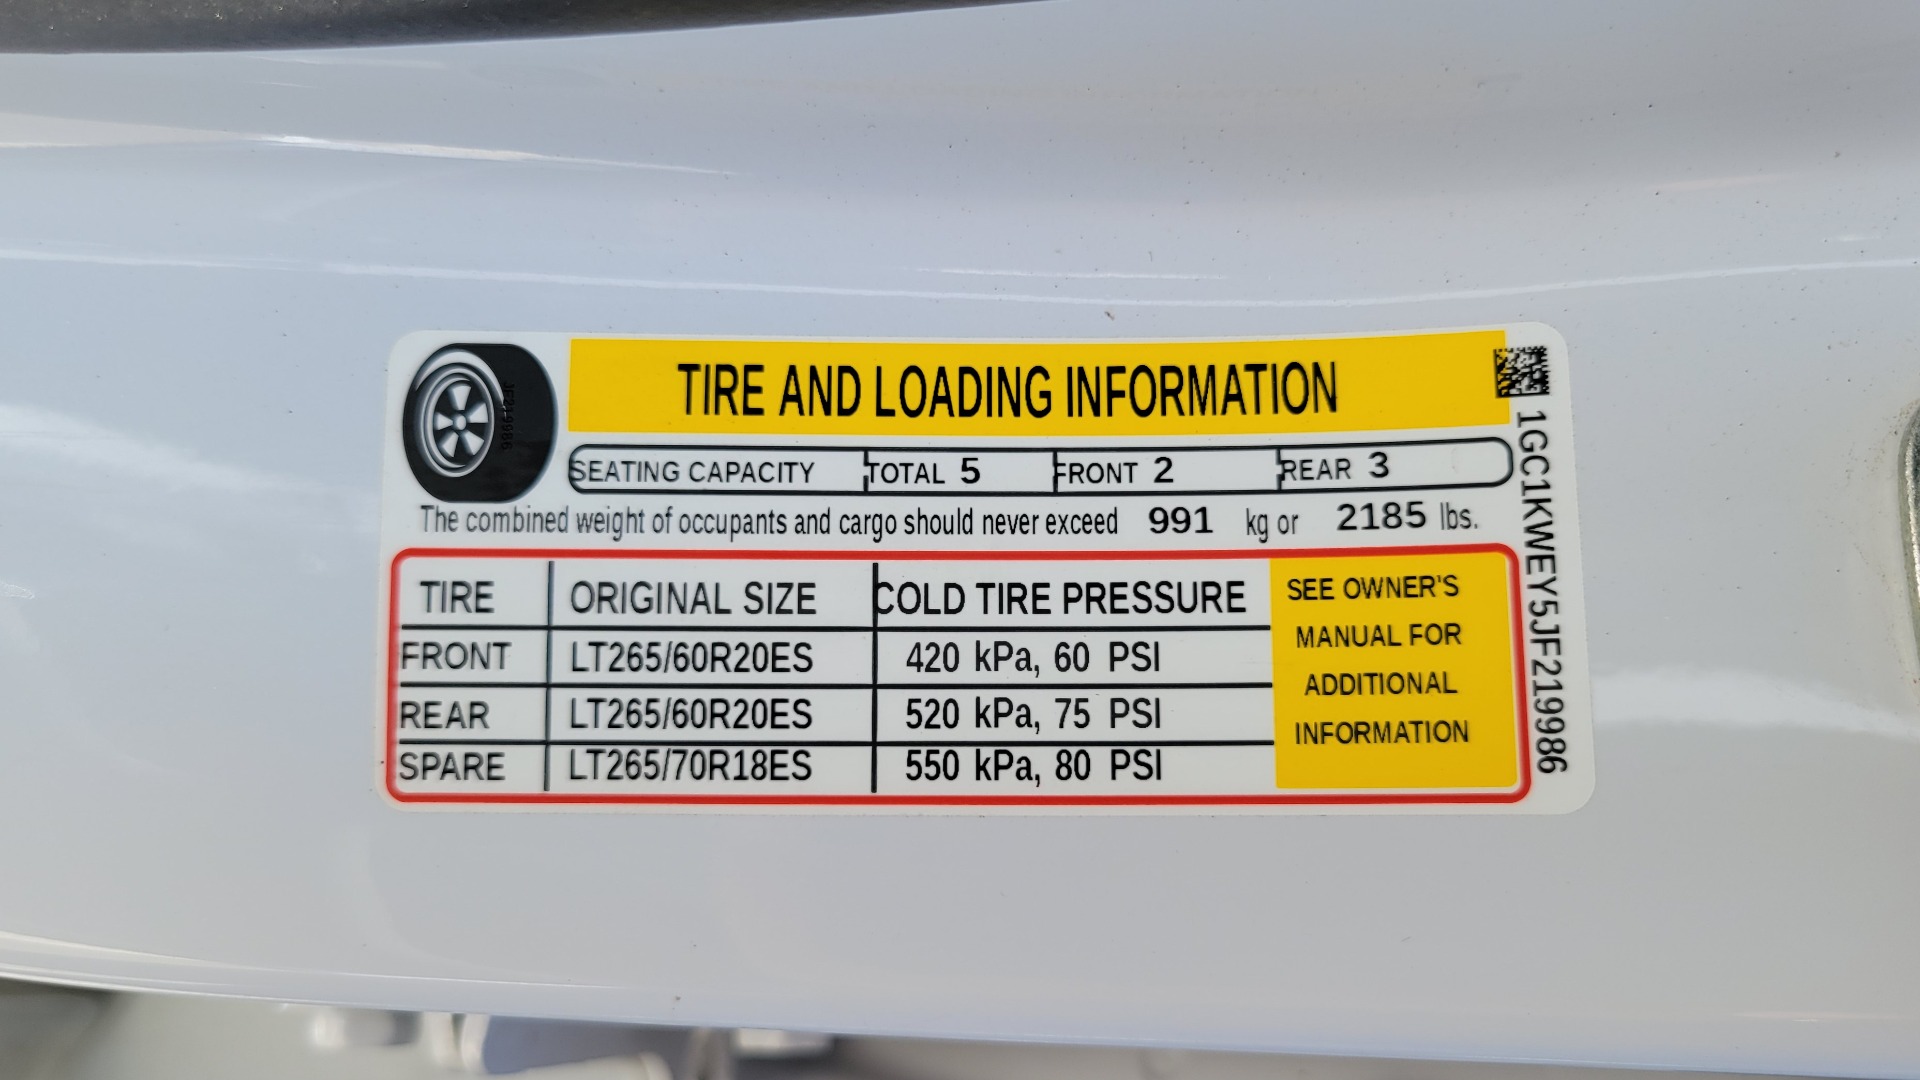 TIRE AND LOADING INFORMATION
SEATING CAPACITY TOTAL 5 FRONT 2 REAR 3
The combined weight of occupants and cargo should never exceed 991 kg or 2185 lbs.
TIRE ORIGINAL SIZE COLD TIRE PRESSURE
FRONT LT265/60R20ES 420 kPa, 60 PSI
REAR LT265/60R20ES 520 kPa, 75 PSI
SPARE LT265/70R18ES 550 kPa, 80 PSI
SEE OWNER'S
MANUAL FOR
ADDITIONAL
INFORMATION
1GC1KWEY5JF219986
JF219986